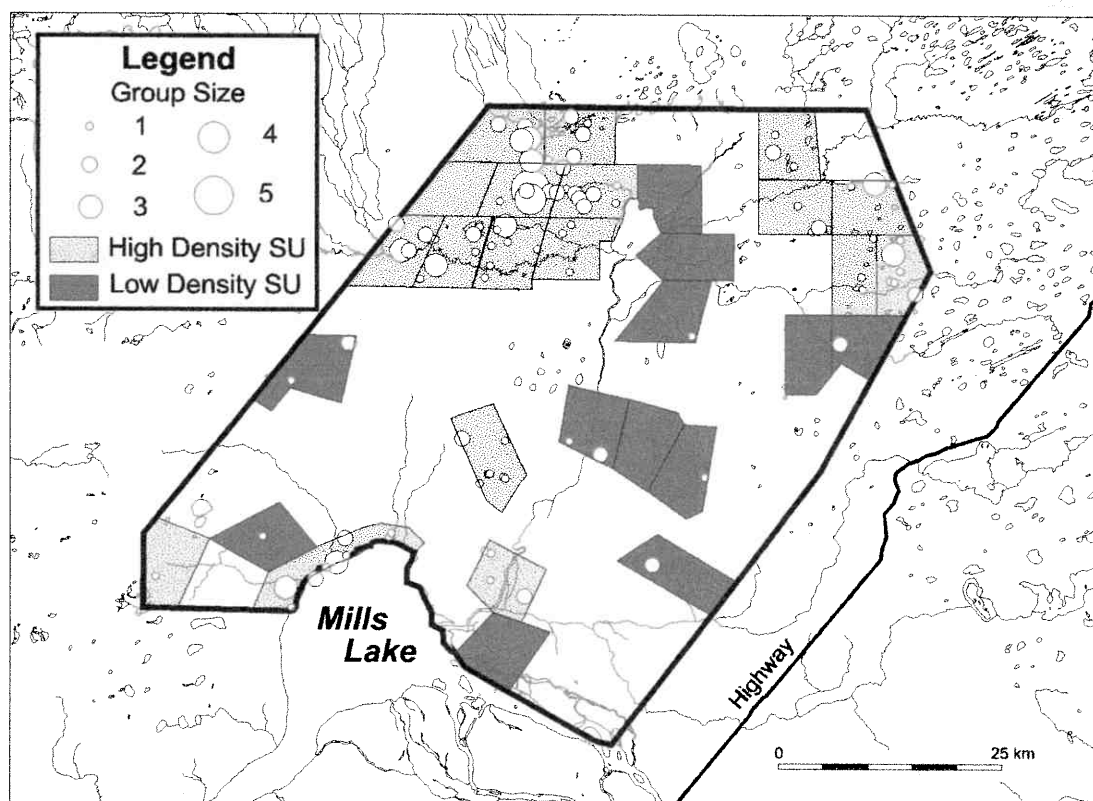 Legend
Group Size
1
4
2
5
3
High Density SU
Low Density SU
Mills
Lake
Highway
0
25 km